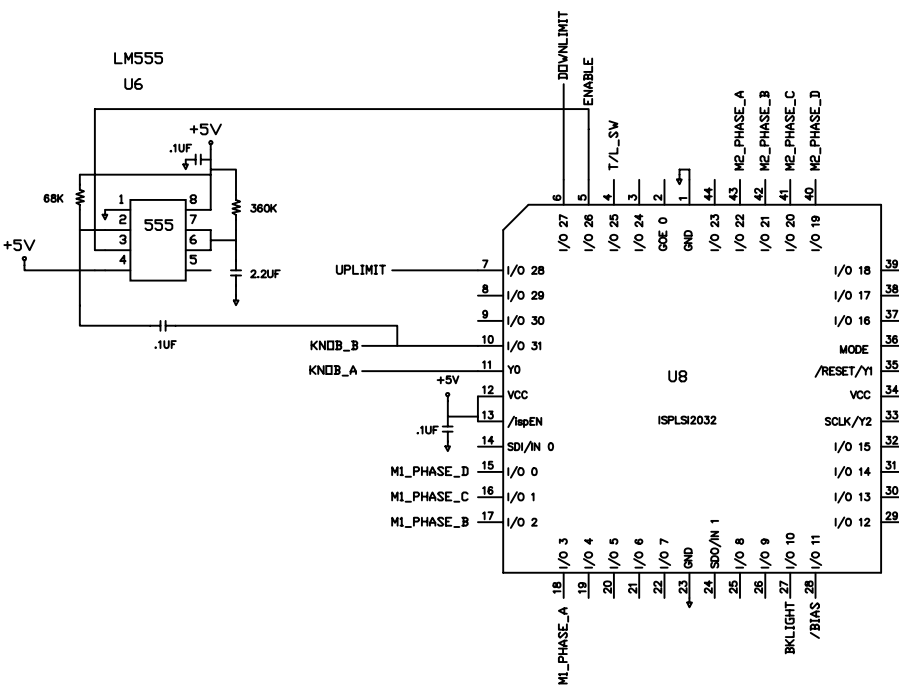 LM555
U6
+5V
.1UF
68K
360K
1 8
2 7
3 6
4 5
555
+5V
2.2UF
.1UF
DOWNLIMIT
ENABLE
T/L_SW
M2_PHASE_A
M2_PHASE_B
M2_PHASE_C
M2_PHASE_D
6 5 4 3 2 1 44 43 42 41 40
I/O 27
I/O 26
I/O 25
I/O 24
GOE 0
GND
I/O 23
I/O 22
I/O 21
I/O 20
I/O 19
UPLIMIT 7 I/O 28
8 I/O 29
9 I/O 30
KNOB_B 10 I/O 31
KNOB_A 11 Y0
+5V
12 VCC
13 /ispEN
.1UF
14 SDI/IN 0
M1_PHASE_D 15 I/O 0
M1_PHASE_C 16 I/O 1
M1_PHASE_B 17 I/O 2
U8
ISPLSI2032
I/O 18 39
I/O 17 38
I/O 16 37
MODE 36
/RESET/Y1 35
VCC 34
SCLK/Y2 33
I/O 15 32
I/O 14 31
I/O 13 30
I/O 12 29
I/O 3
I/O 4
I/O 5
I/O 6
I/O 7
GND
SDO/IN 1
I/O 8
I/O 9
I/O 10
I/O 11
18 19 20 21 22 23 24 25 26 27 28
M1_PHASE_A
BKLIGHT
/BIAS